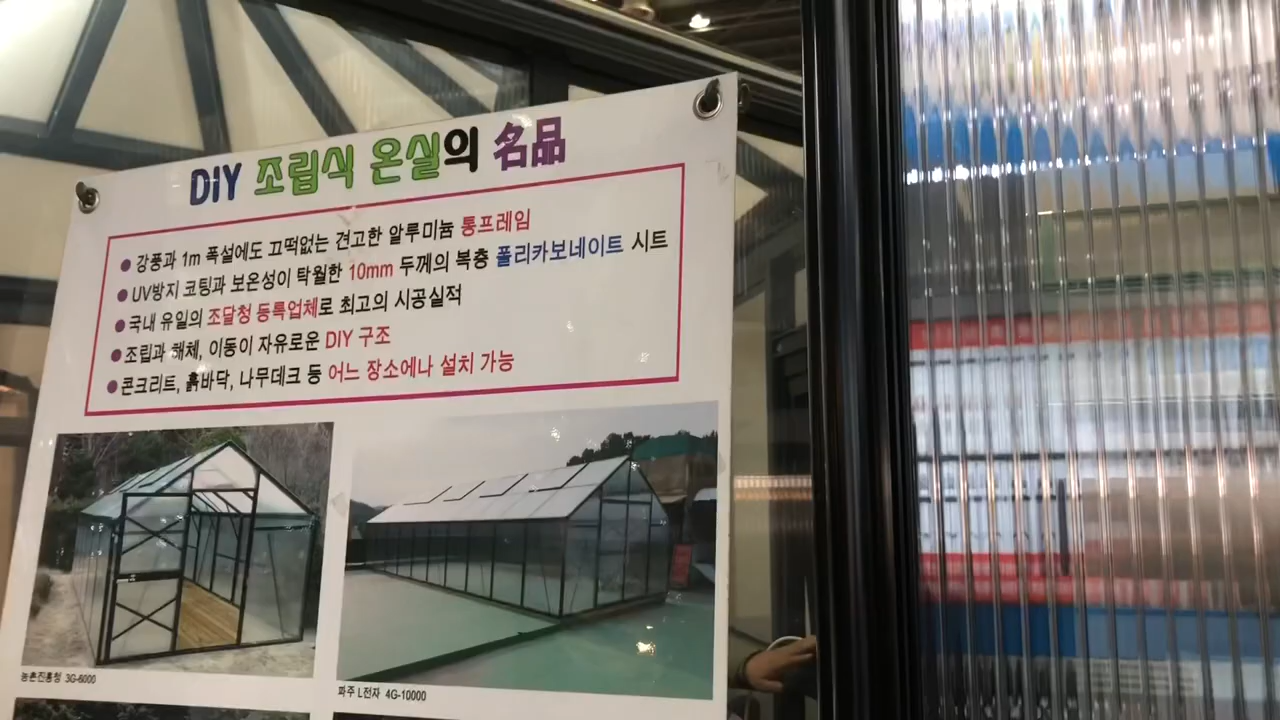 DIY 조립식 온실의 名品
강풍과 1m 폭설에도 끄떡없는 견고한 알루미늄 통프레임
UV방지 코팅과 보온성이 탁월한 10mm 두께의 복층 폴리카보네이트 시트
국내 유일의 조달청 등록업체로 최고의 시공실적
조립과 해체, 이동이 자유로운 DIY 구조
콘크리트, 흙바닥, 나무데크 등 어느 장소에나 설치 가능
농촌진흥청 3G-6000
파주 L전자 4G-10000